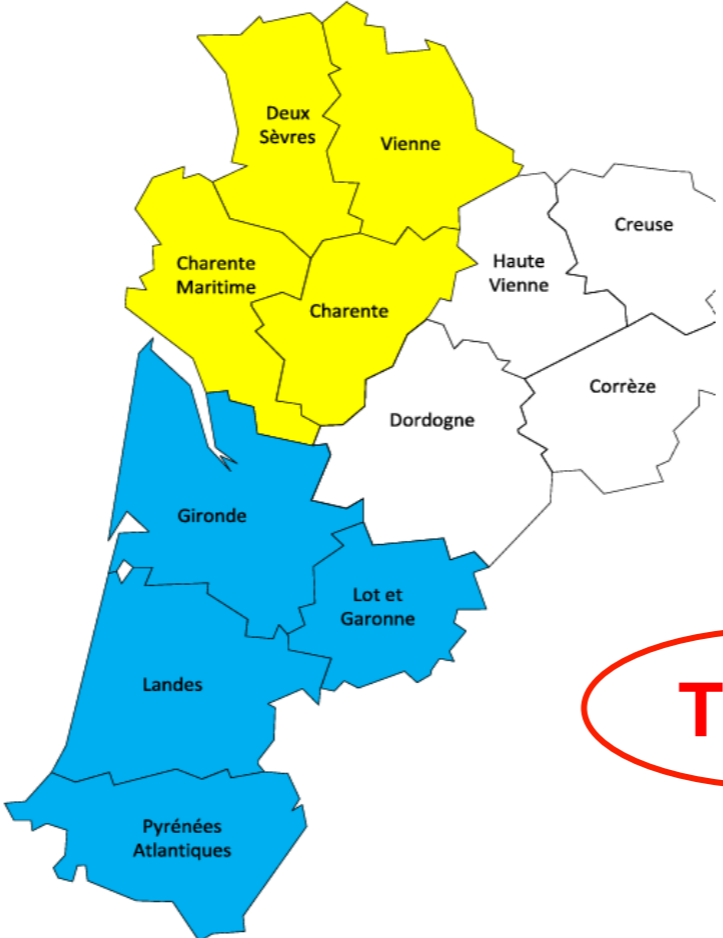 Deux
Sèvres
Vienne
Creuse
Charente
Maritime
Haute
Vienne
Charente
Corrèze
Dordogne
Gironde
Lot et
Garonne
Landes
T
Pyrénées
Atlantiques